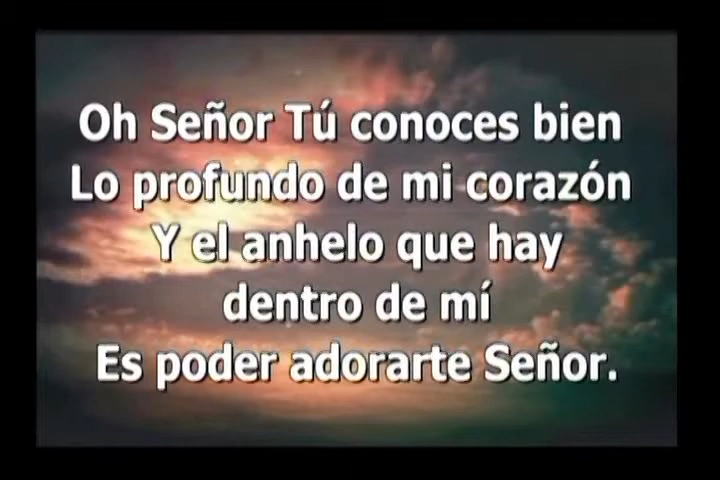 Oh Señor Tú conoces bien
Lo profundo de mi corazón
Y el anhelo que hay
dentro de mí
Es poder adorarte Señor.